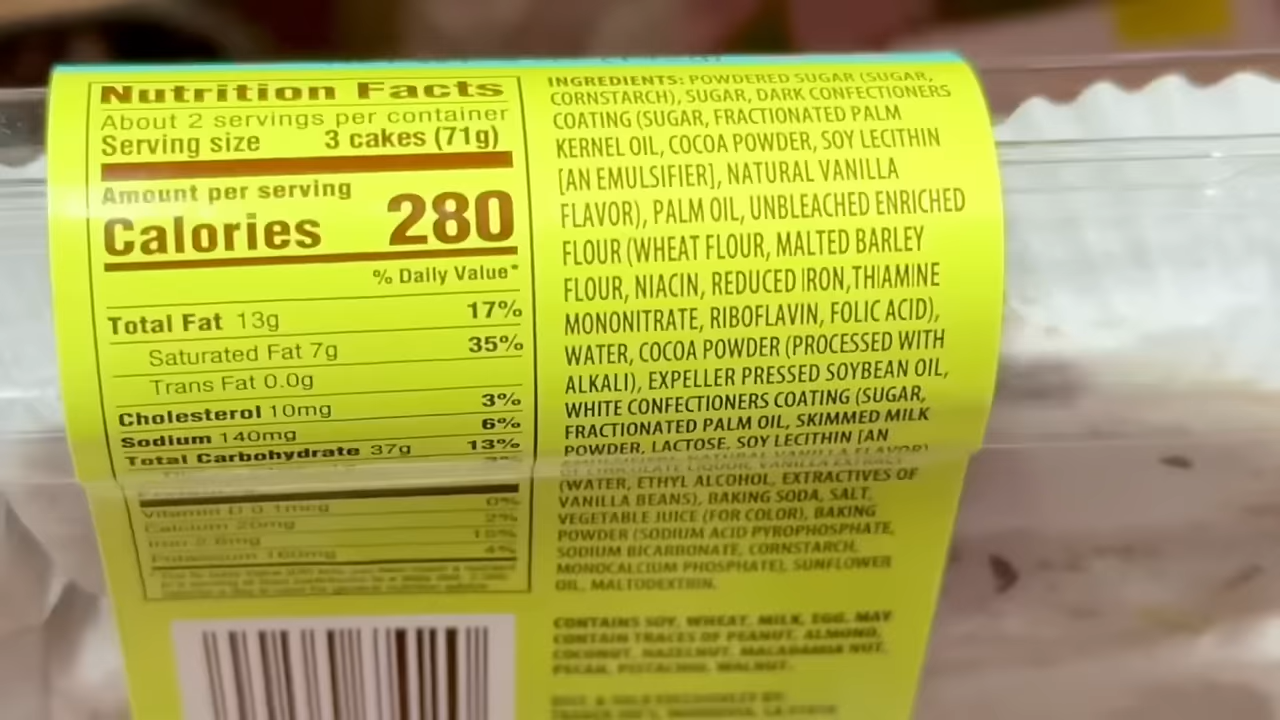 Nutrition Facts
About 2 servings per container
Serving size 3 cakes (71g)
Amount per serving
Calories 280
% Daily Value*
Total Fat 13g 17%
Saturated Fat 7g 35%
Trans Fat 0.0g
Cholesterol 10mg 3%
Sodium 140mg 6%
Total Carbohydrate 37g 13%
Vitamin D 0.1mcg 0%
Calcium 20mg 2%
Potassium 160mg 4%
INGREDIENTS: POWDERED SUGAR (SUGAR,
CORNSTARCH), SUGAR, DARK CONFECTIONERS
COATING (SUGAR, FRACTIONATED PALM
KERNEL OIL, COCOA POWDER, SOY LECITHIN
[AN EMULSIFIER], NATURAL VANILLA
FLAVOR), PALM OIL, UNBLEACHED ENRICHED
FLOUR (WHEAT FLOUR, MALTED BARLEY
FLOUR, NIACIN, REDUCED IRON, THIAMINE
MONONITRATE, RIBOFLAVIN, FOLIC ACID),
WATER, COCOA POWDER (PROCESSED WITH
ALKALI), EXPELLER PRESSED SOYBEAN OIL,
WHITE CONFECTIONERS COATING (SUGAR,
FRACTIONATED PALM OIL, SKIMMED MILK
POWDER, LACTOSE, SOY LECITHIN [AN
(WATER, ETHYL ALCOHOL, EXTRACTIVES OF
VANILLA BEANS), BAKING SODA, SALT,
VEGETABLE JUICE (FOR COLOR), BAKING
POWDER (SODIUM ACID PYROPHOSPHATE,
SODIUM BICARBONATE, CORNSTARCH,
MONOCALCIUM PHOSPHATE), SUNFLOWER
OIL, MALTODEXTRIN.
CONTAINS SOY, WHEAT, MILK, EGG. MAY
CONTAIN TRACES OF PEANUT, ALMOND,
COCONUT, HAZELNUT, MACADAMIA NUT,
PECAN, PISTACHIO, WALNUT.